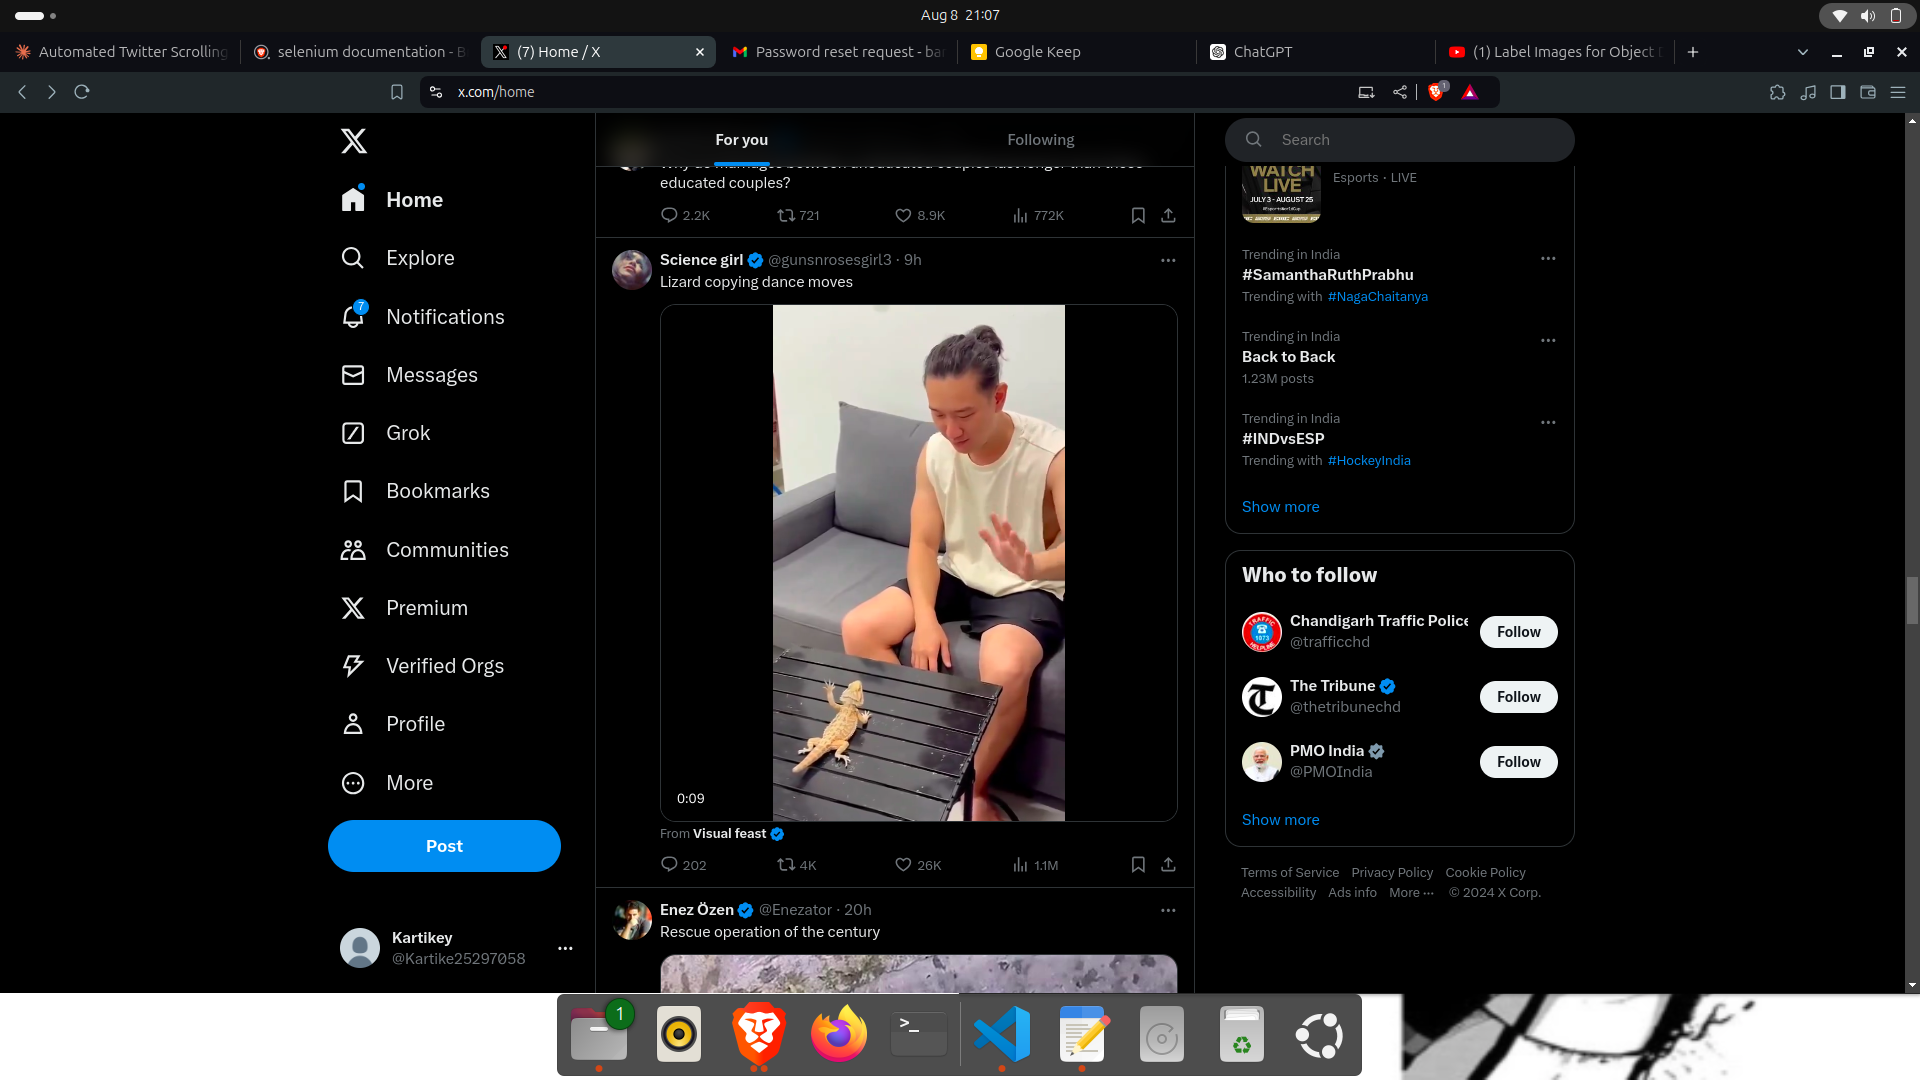 Aug 8 21:07
Automated Twitter Scrolling
selenium documentation - B
(7) Home / X
Password reset request - ba
Google Keep
ChatGPT
(1) Label Images for Object D
x.com/home
1
For you
Following
Search
educated couples?
2.2K 721 8.9K 772K
Home
Explore
7
Notifications
Messages
Grok
Bookmarks
Communities
Premium
Verified Orgs
Profile
More
Post
Kartikey
@Kartike25297058
Science girl @gunsnrosesgirl3 · 9h
Lizard copying dance moves
0:09
From Visual feast
202 4K 26K 1.1M
Enez Özen @Enezator · 20h
Rescue operation of the century
WATCH
LIVE
JULY 3 - AUGUST 25
Esports · LIVE
Trending in India
#SamanthaRuthPrabhu
Trending with #NagaChaitanya
Trending in India
Back to Back
1.23M posts
Trending in India
#INDvsESP
Trending with #HockeyIndia
Show more
Who to follow
TRAFFIC
1073
HELPLINE
Chandigarh Traffic Police
@trafficchd
Follow
The Tribune
@thetribunechd
Follow
PMO India
@PMOIndia
Follow
Show more
Terms of Service Privacy Policy Cookie Policy
Accessibility Ads info More ··· © 2024 X Corp.
1
>_